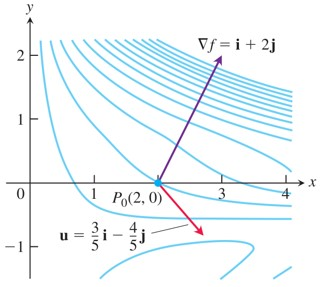 y
2
∇f = i + 2j
1
0
1
P₀(2, 0)
3
4
x
u = 3/5 i − 4/5 j
−1